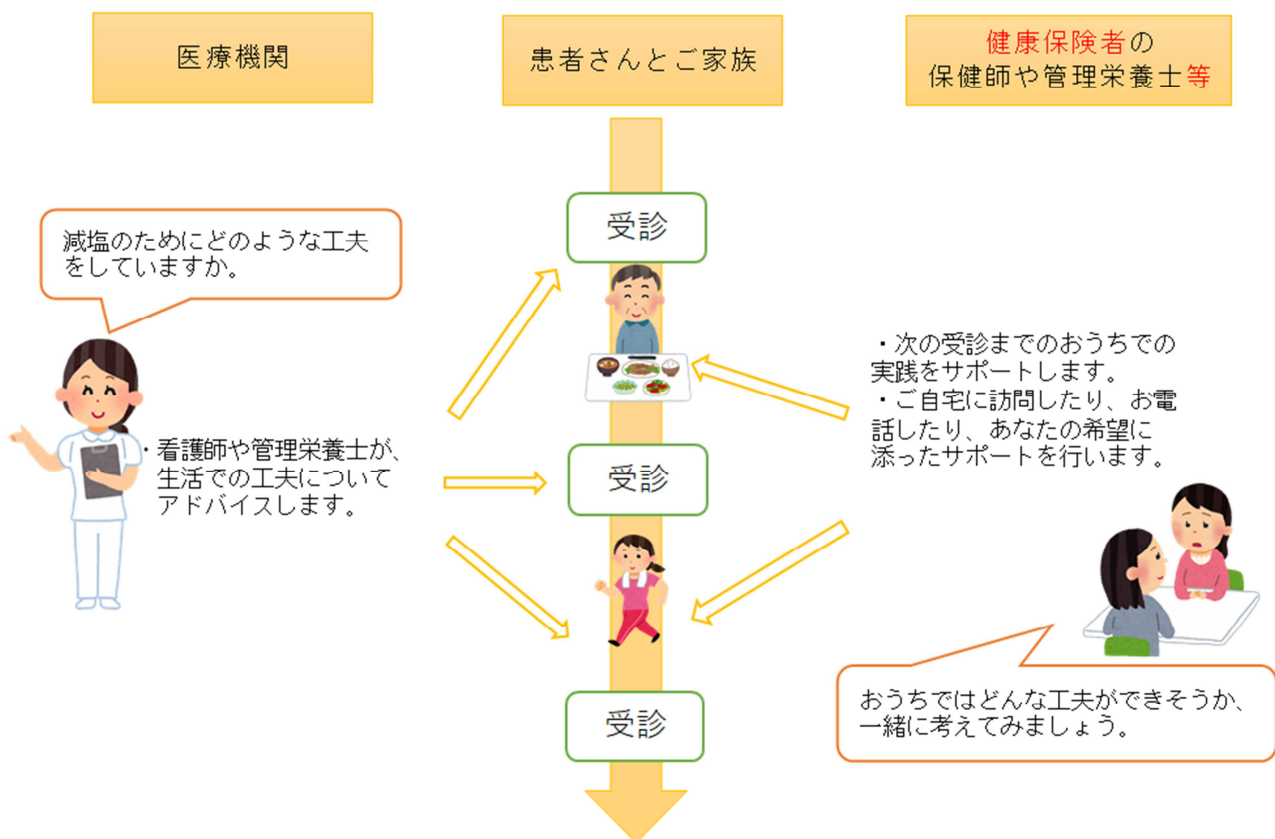 医療機関
患者さんとご家族
健康保険者の
保健師や管理栄養士等
受診
減塩のためにどのような工夫
をしていますか。
・看護師や管理栄養士が、
生活での工夫について
アドバイスします。
・次の受診までのおうちでの
実践をサポートします。
・ご自宅に訪問したり、お電
話したり、あなたの希望に
添ったサポートを行います。
受診
おうちではどんな工夫ができそうか、
一緒に考えてみましょう。
受診